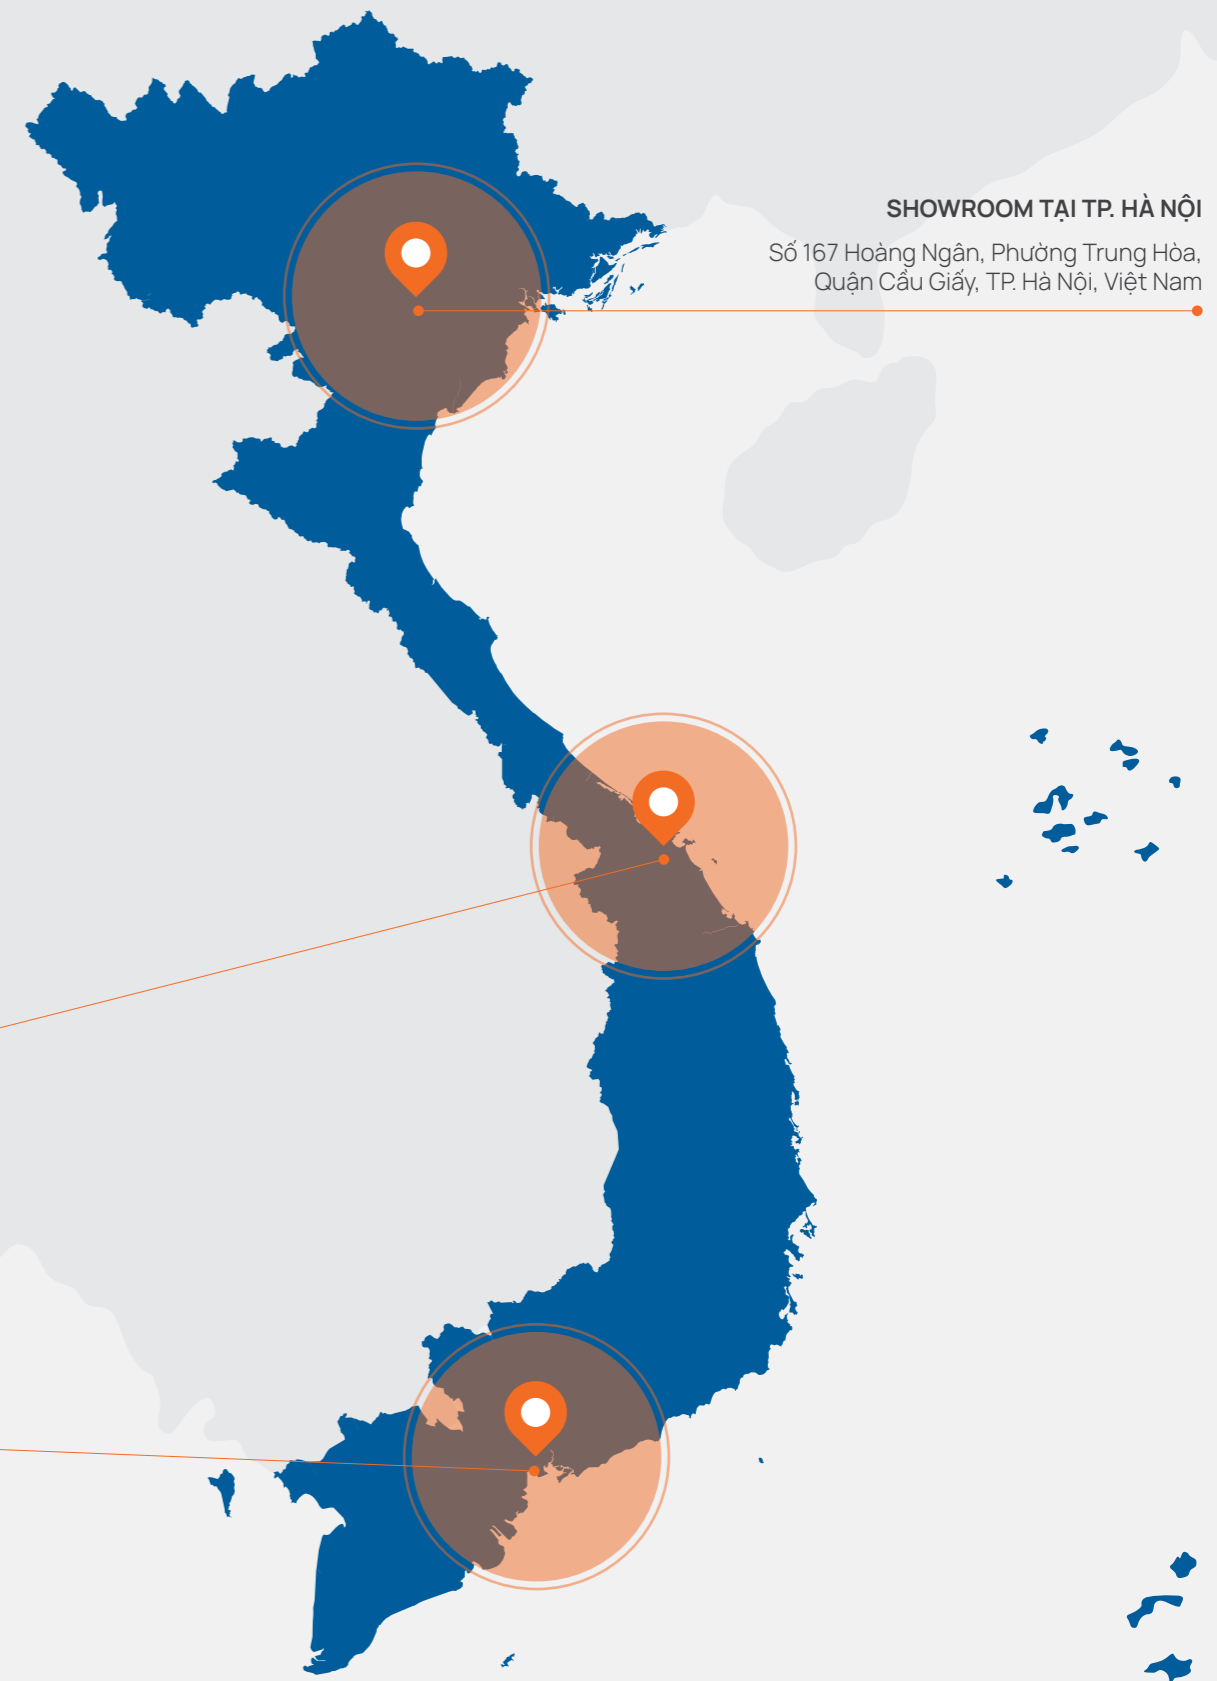 SHOWROOM TẠI TP. HÀ NỘI
Số 167 Hoàng Ngân, Phường Trung Hòa,
Quận Cầu Giấy, TP. Hà Nội, Việt Nam